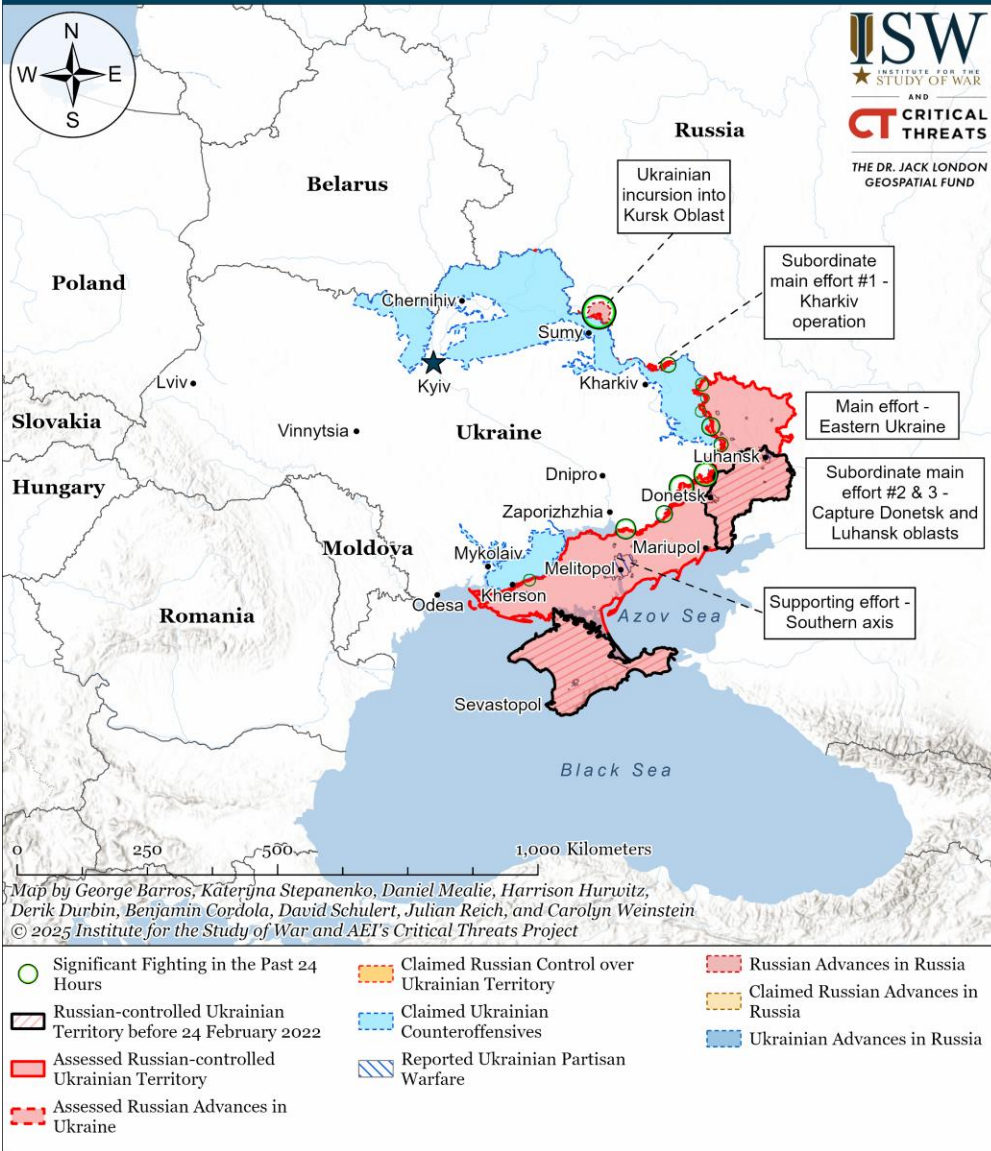 N
W E
S
ISW
INSTITUTE FOR THE
STUDY OF WAR
AND
CT CRITICAL
THREATS
THE DR. JACK LONDON
GEOSPATIAL FUND
Russia
Ukrainian
incursion into
Kursk Oblast
Belarus
Subordinate
main effort #1 -
Kharkiv
operation
Poland
Chernihiv
Sumy
Kyiv
Kharkiv
Lviv
Slovakia
Main effort -
Eastern Ukraine
Vinnytsia
Ukraine
Luhansk
Hungary
Dnipro
Donetsk
Subordinate main
effort #2 & 3 -
Capture Donetsk and
Luhansk oblasts
Zaporizhzhia
Moldova
Mykolaiv
Mariupol
Melitopol
Kherson
Odesa
Romania
Azov Sea
Supporting effort -
Southern axis
Sevastopol
Black Sea
0 250 500 1,000 Kilometers
Map by George Barros, Kateryna Stepanenko, Daniel Mealie, Harrison Hurwitz,
Derik Durbin, Benjamin Cordola, David Schulert, Julian Reich, and Carolyn Weinstein
© 2025 Institute for the Study of War and AEI's Critical Threats Project
Significant Fighting in the Past 24
Hours
Russian-controlled Ukrainian
Territory before 24 February 2022
Assessed Russian-controlled
Ukrainian Territory
Assessed Russian Advances in
Ukraine
Claimed Russian Control over
Ukrainian Territory
Claimed Ukrainian
Counteroffensives
Reported Ukrainian Partisan
Warfare
Russian Advances in Russia
Claimed Russian Advances in
Russia
Ukrainian Advances in Russia